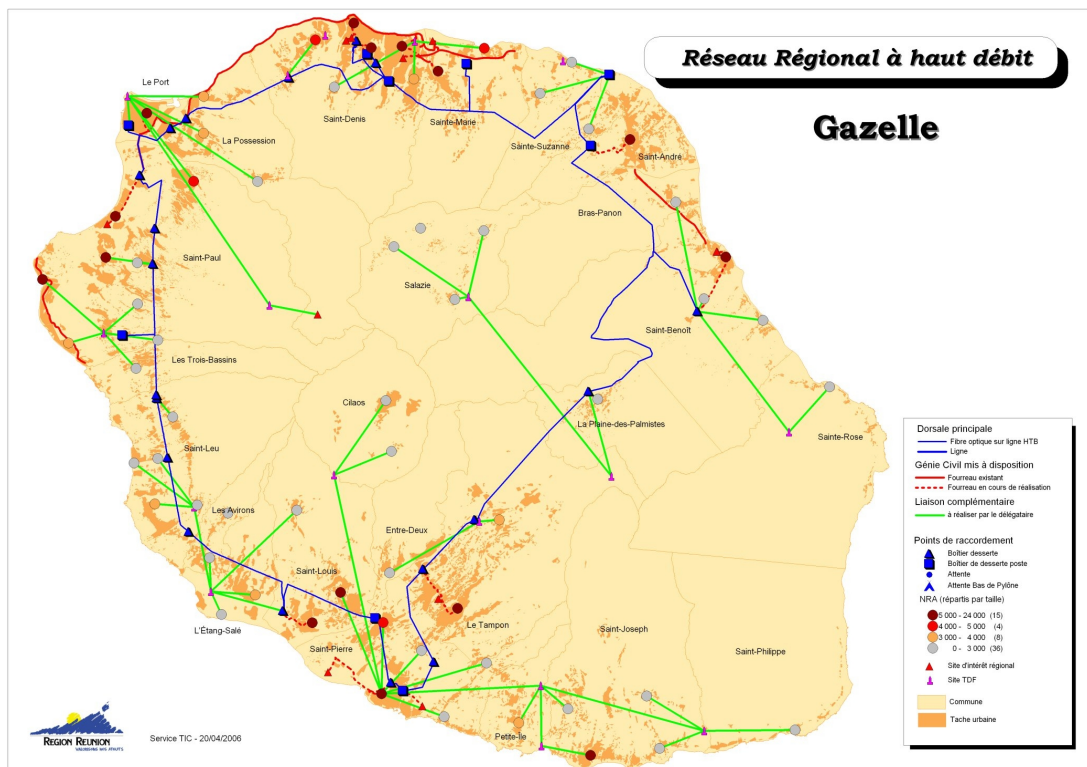 Réseau Régional à haut débit
Gazelle
Le Port
La Possession
Saint-Denis
Sainte-Marie
Sainte-Suzanne
Saint-André
Bras-Panon
Saint-Paul
Salazie
Saint-Benoît
Les Trois-Bassins
Cilaos
La Plaine-des-Palmistes
Sainte-Rose
Saint-Leu
Les Avirons
Entre-Deux
Saint-Louis
L'Étang-Salé
Le Tampon
Saint-Joseph
Saint-Pierre
Saint-Philippe
Petite-Île
Dorsale principale
Fibre optique sur ligne HTB
Ligne
Génie Civil mis à disposition
Fourreau existant
Fourreau en cours de réalisation
Liaison complémentaire
à réaliser par le délégataire
Points de raccordement
Boîtier desserte
Boîtier de desserte poste
Attente
Attente Bas de Pylône
NRA (répartis par taille)
5 000 - 24 000 (15)
4 000 - 5 000 (4)
3 000 - 4 000 (8)
0 - 3 000 (36)
Site d'intérêt régional
Site TDF
Commune
Tache urbaine
REGION REUNION
Service TIC - 20/04/2006